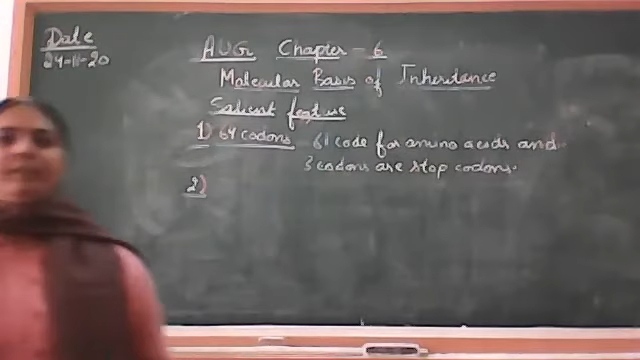 Date
24-11-20
AUG Chapter - 6
Molecular Basis of Inheritance
Salient feature
1) 64 codons 61 code for amino acids and
3 codons are stop codons.
2)